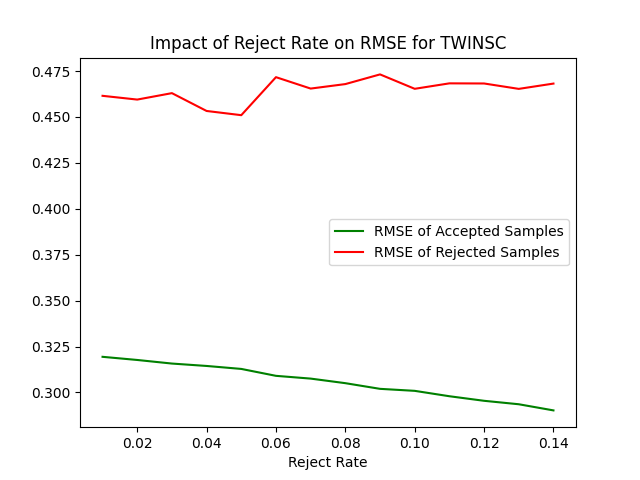 Impact of Reject Rate on RMSE for TWINSC
0.475
0.450
0.425
0.400
0.375
0.350
0.325
0.300
RMSE of Accepted Samples
RMSE of Rejected Samples
0.02 0.04 0.06 0.08 0.10 0.12 0.14
Reject Rate